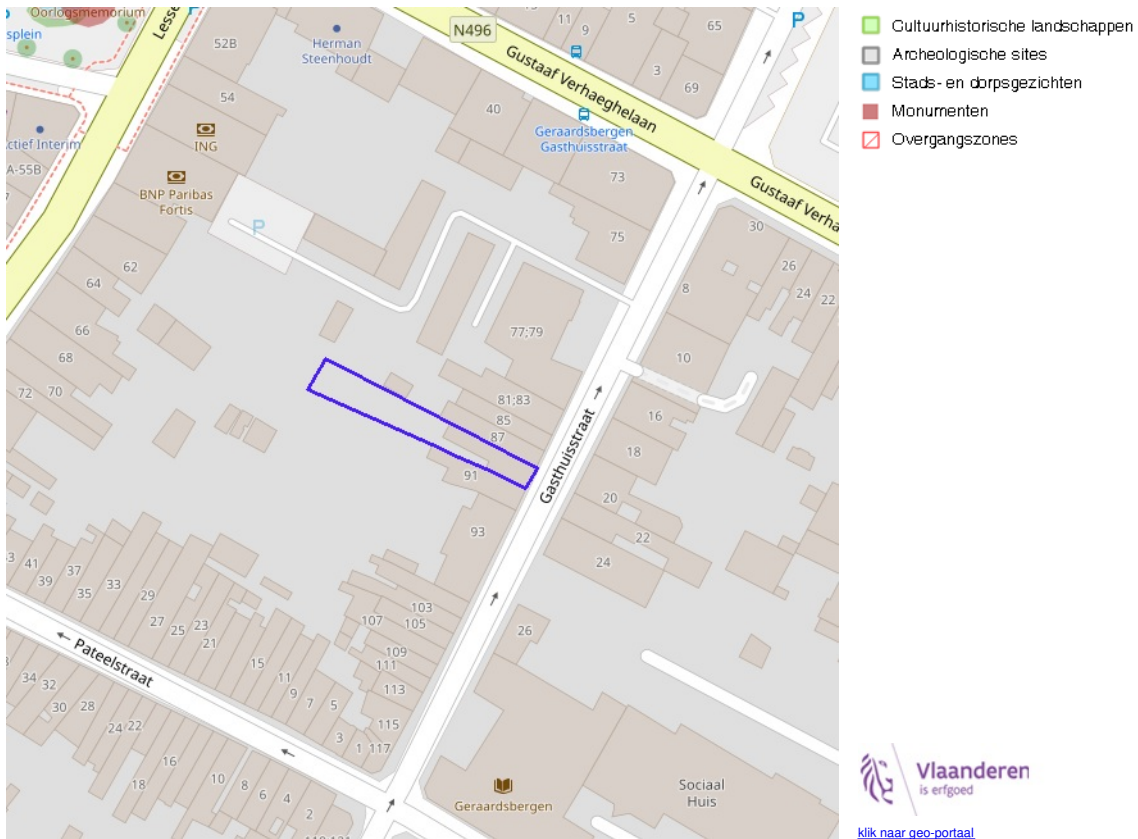 Oorlogsmemorium
splein
Lesse
52B
Herman
Steenhoudt
N496
P
11
5
9
65
3
69
Gustaaf Verhaeghelaan
40
54
ING
BNP Paribas
Fortis
ctief Interim
A-55B
7
Geraardsbergen
Gasthuisstraat
73
75
Gustaaf Verha
30
26
24
22
8
10
P
62
64
66
68
72
70
77;79
81;83
85
87
91
93
16
18
20
22
24
Gasthuisstraat
3
41
39
37
35
33
29
27
25
23
21
15
11
9
7
5
3
1
117
115
113
111
109
107
105
103
26
Pateelstraat
34
32
30
28
24
22
18
16
10
8
6
4
2
Geraardsbergen
Sociaal
Huis
Cultuurhistorische landschappen
Archeologische sites
Stads- en dorpsgezichten
Monumenten
Overgangszones
Vlaanderen
is erfgoed
klik naar geo-portaal